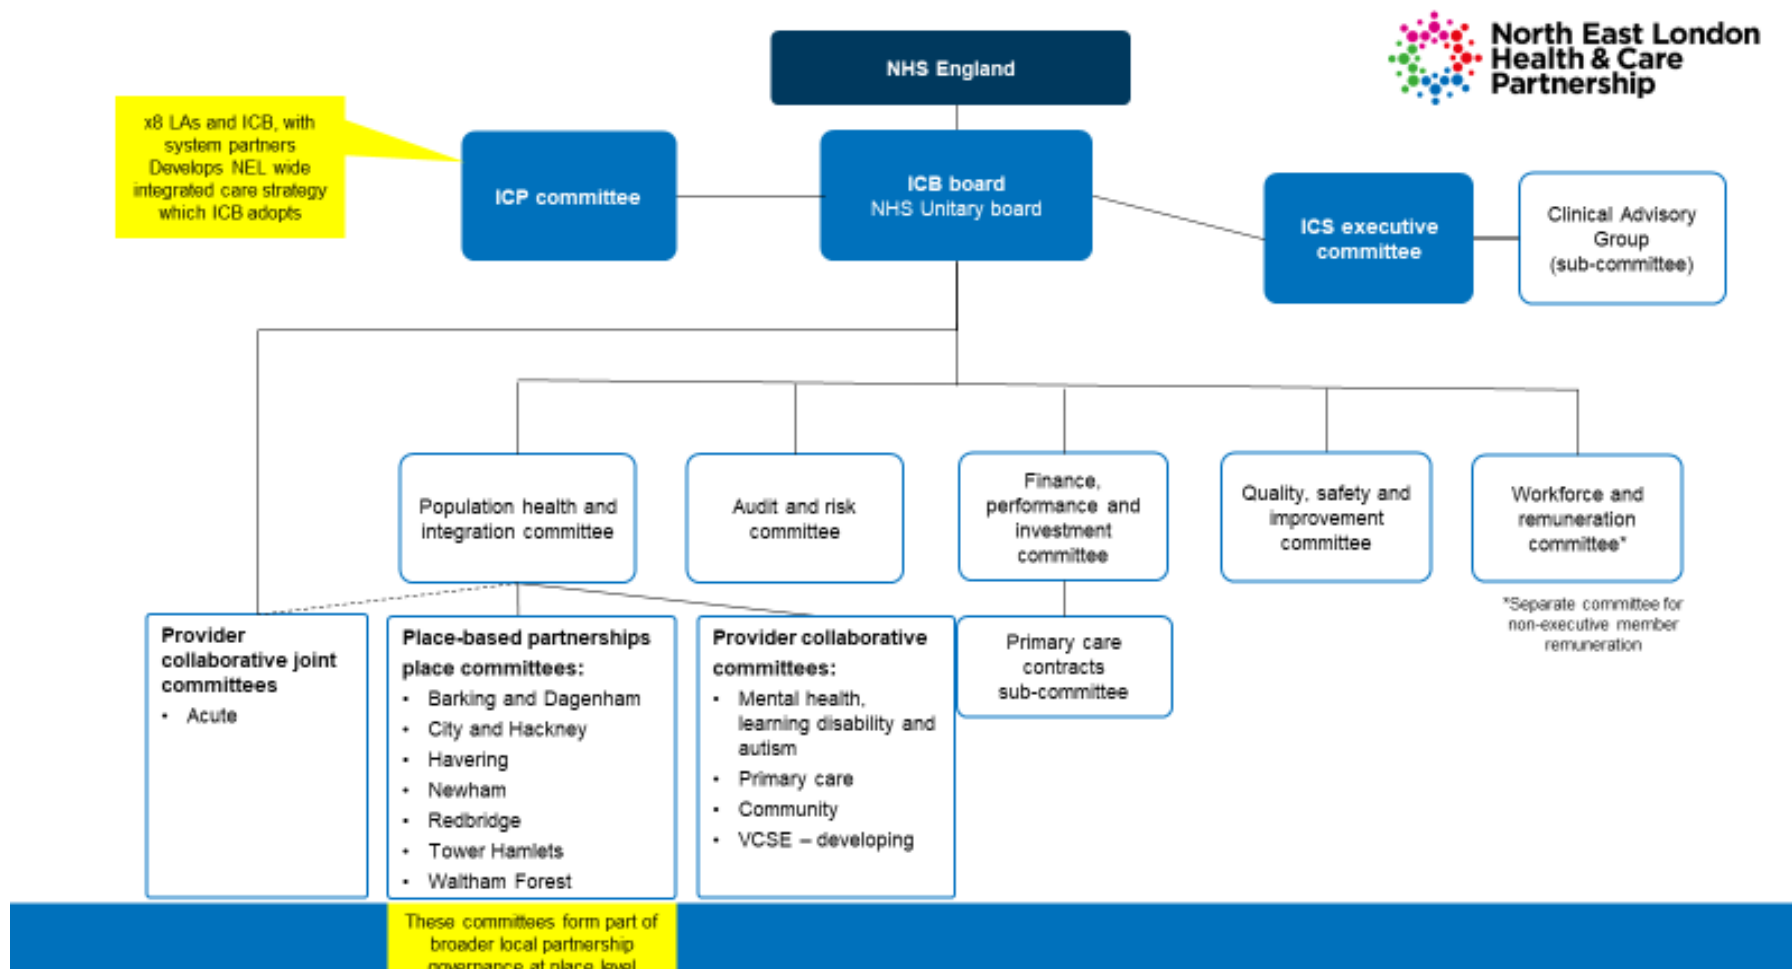 NHS England
North East London
Health & Care
Partnership
x8 LAs and ICB, with
system partners
Develops NEL wide
integrated care strategy
which ICB adopts
ICP committee
ICB board
NHS Unitary board
ICS executive
committee
Clinical Advisory
Group
(sub-committee)
Population health and
integration committee
Audit and risk
committee
Finance,
performance and
investment
committee
Quality, safety and
improvement
committee
Workforce and
remuneration
committee*
*Separate committee for
non-executive member
remuneration
Provider
collaborative joint
committees
• Acute
Place-based partnerships
place committees:
• Barking and Dagenham
• City and Hackney
• Havering
• Newham
• Redbridge
• Tower Hamlets
• Waltham Forest
Provider collaborative
committees:
• Mental health,
learning disability and
autism
• Primary care
• Community
• VCSE – developing
Primary care
contracts
sub-committee
These committees form part of
broader local partnership
governance at place level